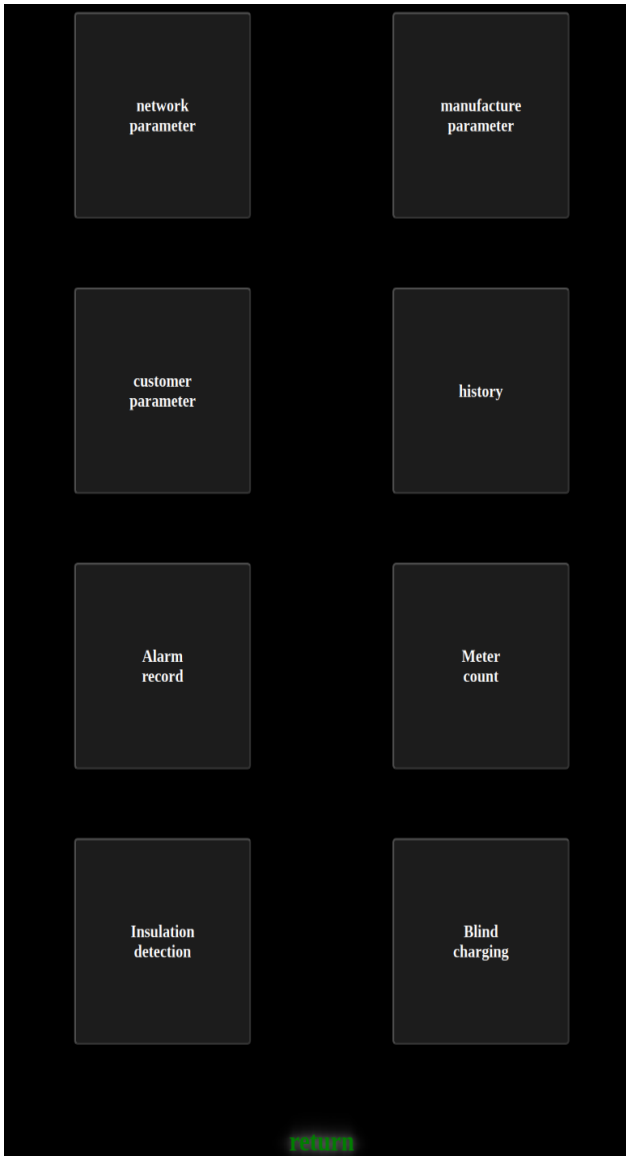 network
parameter
manufacture
parameter
customer
parameter
history
Alarm
record
Meter
count
Insulation
detection
Blind
charging
return